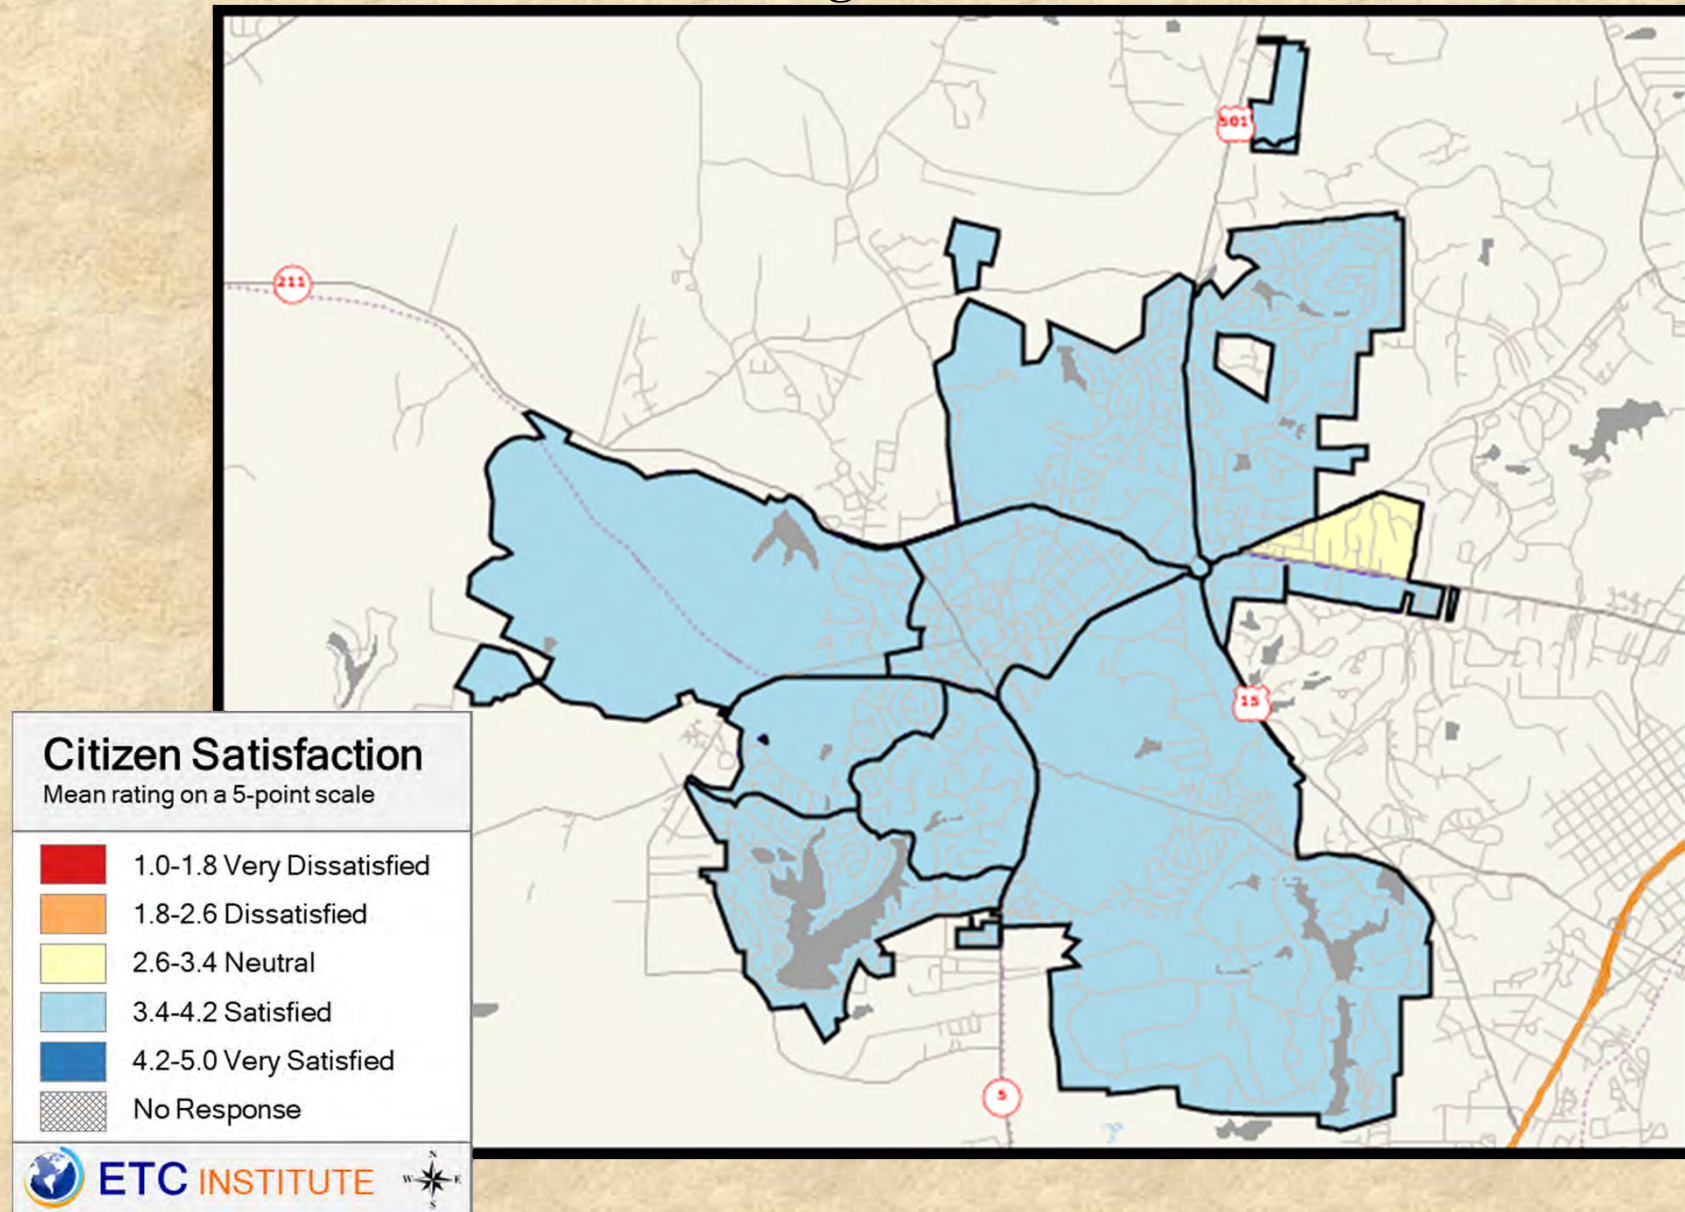 501
211
15
Citizen Satisfaction
Mean rating on a 5-point scale
1.0-1.8 Very Dissatisfied
1.8-2.6 Dissatisfied
2.6-3.4 Neutral
3.4-4.2 Satisfied
4.2-5.0 Very Satisfied
No Response
5
ETC INSTITUTE
N
W E
S